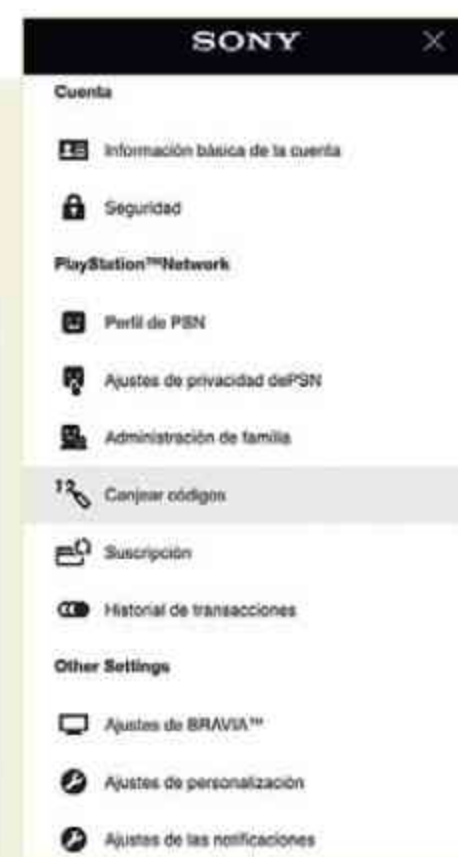 SONY
Cuenta
Información básica de la cuenta
Seguridad
PlayStation™Network
Perfil de PSN
Ajustes de privacidad dePSN
Administración de familia
Canjear códigos
Suscripción
Historial de transacciones
Other Settings
Ajustes de BRAVIA™
Ajustes de personalización
Ajustes de las notificaciones